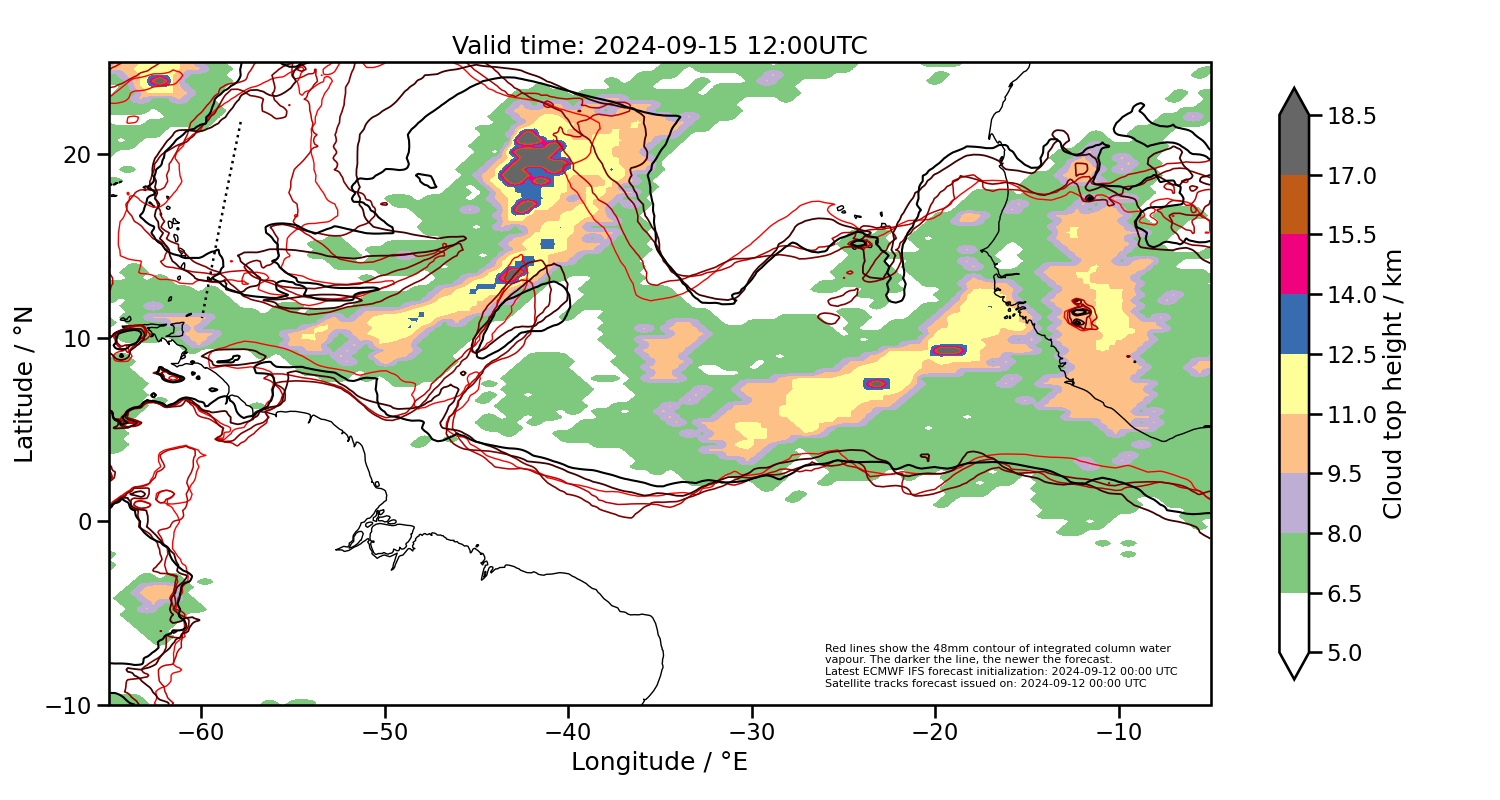 Valid time: 2024-09-15 12:00UTC
20
10
0
−10
Latitude / °N
−60
−50
−40
−30
−20
−10
Longitude / °E
Red lines show the 48mm contour of integrated column water
vapour. The darker the line, the newer the forecast.
Latest ECMWF IFS forecast initialization: 2024-09-12 00:00 UTC
Satellite tracks forecast issued on: 2024-09-12 00:00 UTC
18.5
17.0
15.5
14.0
12.5
11.0
9.5
8.0
6.5
5.0
Cloud top height / km